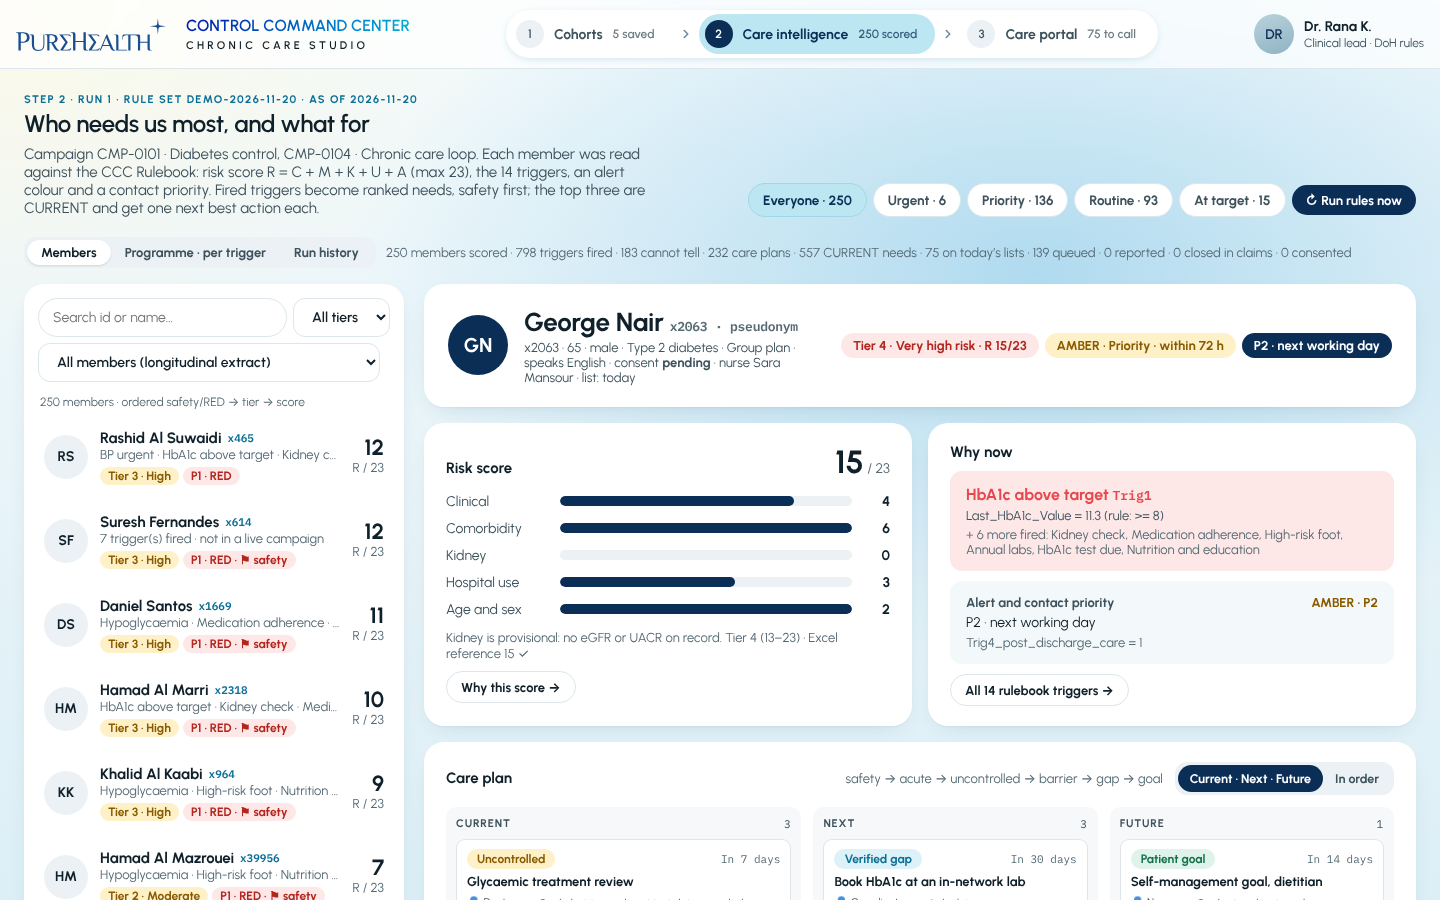 PUREHEALTH
CONTROL COMMAND CENTER
CHRONIC CARE STUDIO
1 Cohorts 5 saved › 2 Care intelligence 250 scored › 3 Care portal 75 to call
DR
Dr. Rana K.
Clinical lead · DoH rules
STEP 2 · RUN 1 · RULE SET DEMO-2026-11-20 · AS OF 2026-11-20
Who needs us most, and what for
Campaign CMP-0101 · Diabetes control, CMP-0104 · Chronic care loop. Each member was read
against the CCC Rulebook: risk score R = C + M + K + U + A (max 23), the 14 triggers, an alert
colour and a contact priority. Fired triggers become ranked needs, safety first; the top three are
CURRENT and get one next best action each.
Everyone · 250 Urgent · 6 Priority · 136 Routine · 93 At target · 15 ↻ Run rules now
Members Programme · per trigger Run history
250 members scored · 798 triggers fired · 183 cannot tell · 232 care plans · 557 CURRENT needs · 75 on today's lists · 139 queued · 0 reported · 0 closed in claims · 0 consented
Search id or name...
All tiers
All members (longitudinal extract)
250 members · ordered safety/RED → tier → score
RS
Rashid Al Suwaidi x465
BP urgent · HbA1c above target · Kidney c...
Tier 3 · High P1 · RED
12
R / 23
SF
Suresh Fernandes x614
7 trigger(s) fired · not in a live campaign
Tier 3 · High P1 · RED · ⚑ safety
12
R / 23
DS
Daniel Santos x1669
Hypoglycaemia · Medication adherence · ...
Tier 3 · High P1 · RED · ⚑ safety
11
R / 23
HM
Hamad Al Marri x2318
HbA1c above target · Kidney check · Medi...
Tier 3 · High P1 · RED · ⚑ safety
10
R / 23
KK
Khalid Al Kaabi x964
Hypoglycaemia · High-risk foot · Nutrition ...
Tier 3 · High P1 · RED · ⚑ safety
9
R / 23
HM
Hamad Al Mazrouei x39956
Hypoglycaemia · High-risk foot · Nutrition ...
Tier 2 · Moderate P1 · RED · ⚑ safety
7
R / 23
GN
George Nair x2063 · pseudonym
x2063 · 65 · male · Type 2 diabetes · Group plan ·
speaks English · consent pending · nurse Sara
Mansour · list: today
Tier 4 · Very high risk · R 15/23 AMBER · Priority · within 72 h P2 · next working day
Risk score 15 / 23
Clinical 4
Comorbidity 6
Kidney 0
Hospital use 3
Age and sex 2
Kidney is provisional: no eGFR or UACR on record. Tier 4 (13–23) · Excel
reference 15 ✓
Why this score →
Why now
HbA1c above target Trig1
Last_HbA1c_Value = 11.3 (rule: >= 8)
+ 6 more fired: Kidney check, Medication adherence, High-risk foot,
Annual labs, HbA1c test due, Nutrition and education
Alert and contact priority AMBER · P2
P2 · next working day
Trig4_post_discharge_care = 1
All 14 rulebook triggers →
Care plan
safety → acute → uncontrolled → barrier → gap → goal
Current · Next · Future In order
CURRENT 3
Uncontrolled In 7 days
Glycaemic treatment review
NEXT 3
Verified gap In 30 days
Book HbA1c at an in-network lab
FUTURE 1
Patient goal In 14 days
Self-management goal, dietitian